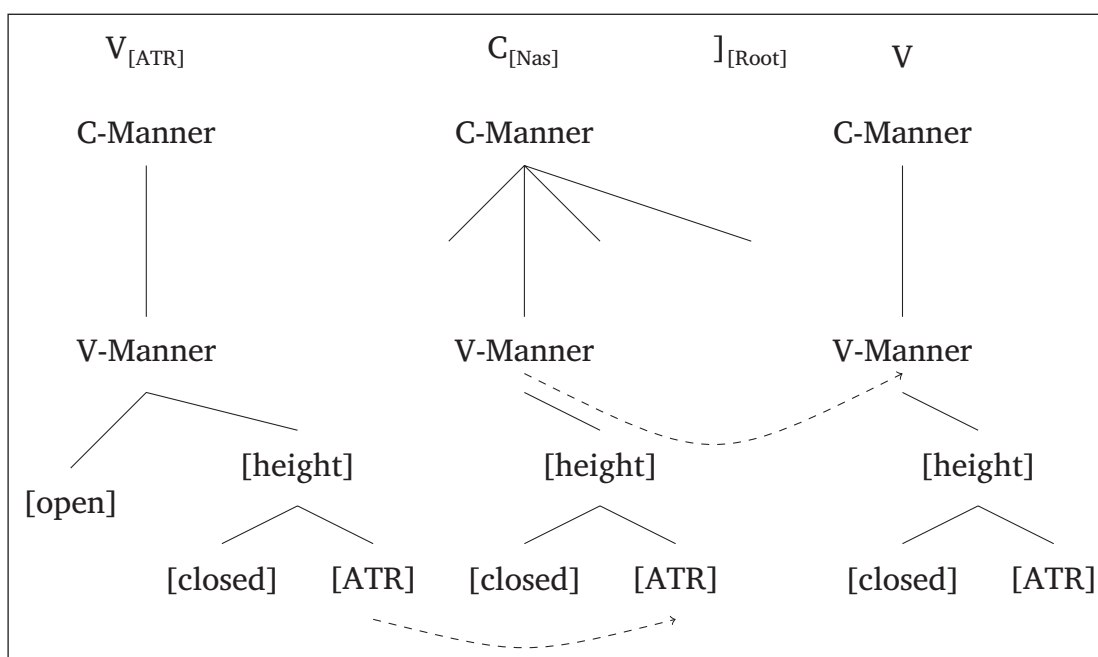 V[ATR] C[Nas] ][Root] V
C-Manner C-Manner C-Manner
V-Manner V-Manner V-Manner
[height] [height] [height]
[open]
[closed] [ATR] [closed] [ATR] [closed] [ATR]